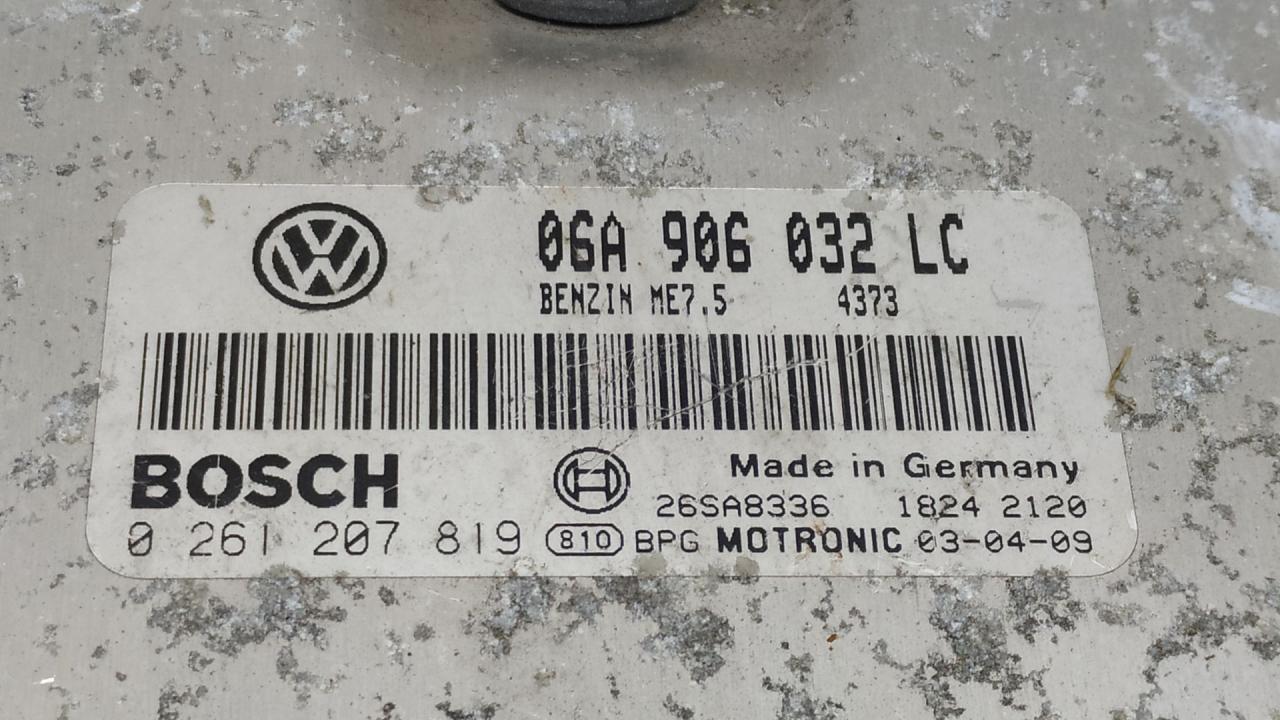 06A 906 032 LC
BENZIN ME7.5 4373
BOSCH Made in Germany
26SA8336 1824 2120
0 261 207 819 810 BPG MOTRONIC 03-04-09